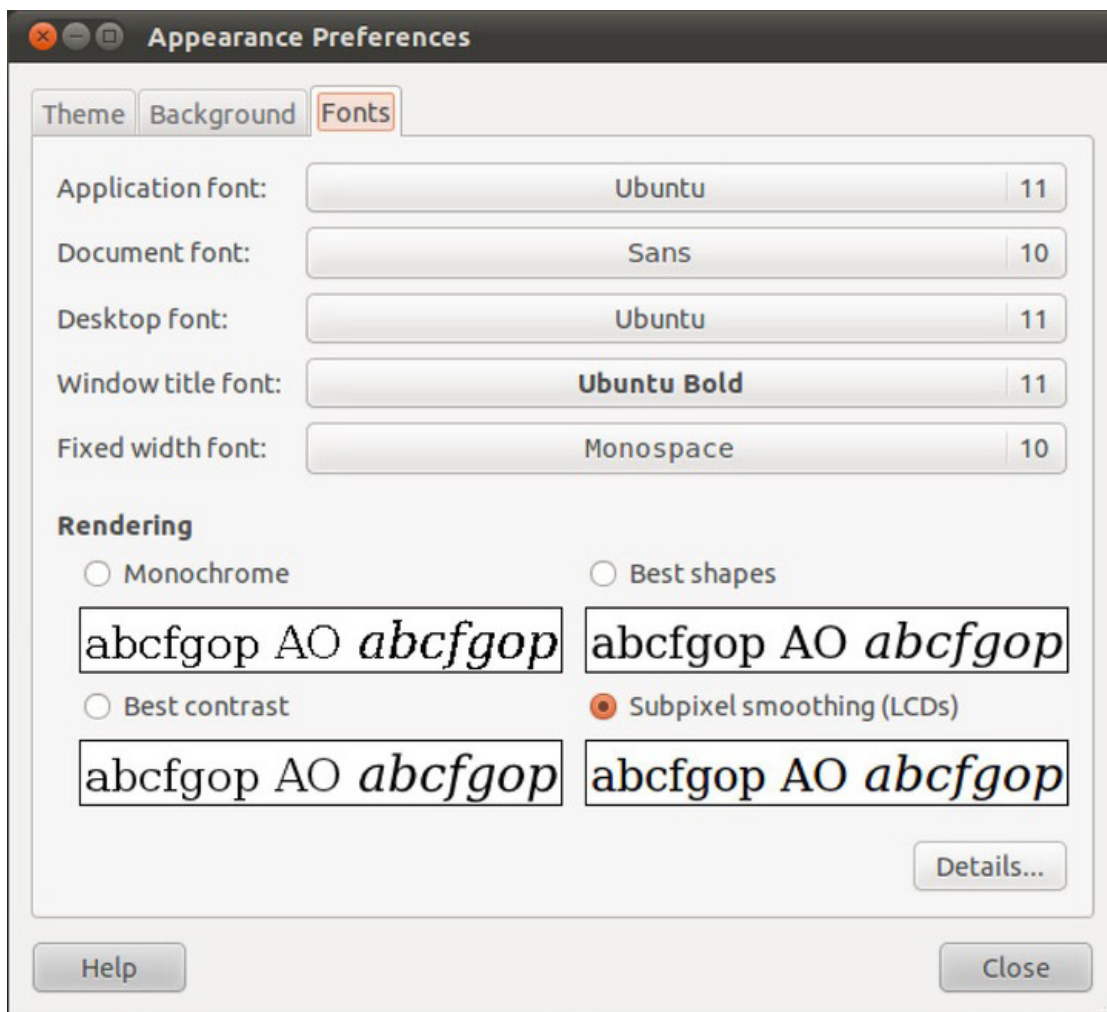 Appearance Preferences
Theme Background Fonts
Application font: Ubuntu 11
Document font: Sans 10
Desktop font: Ubuntu 11
Window title font: Ubuntu Bold 11
Fixed width font: Monospace 10
Rendering
Monochrome Best shapes
abcfgop AO abcfgop abcfgop AO abcfgop
Best contrast Subpixel smoothing (LCDs)
abcfgop AO abcfgop abcfgop AO abcfgop
Details...
Help Close